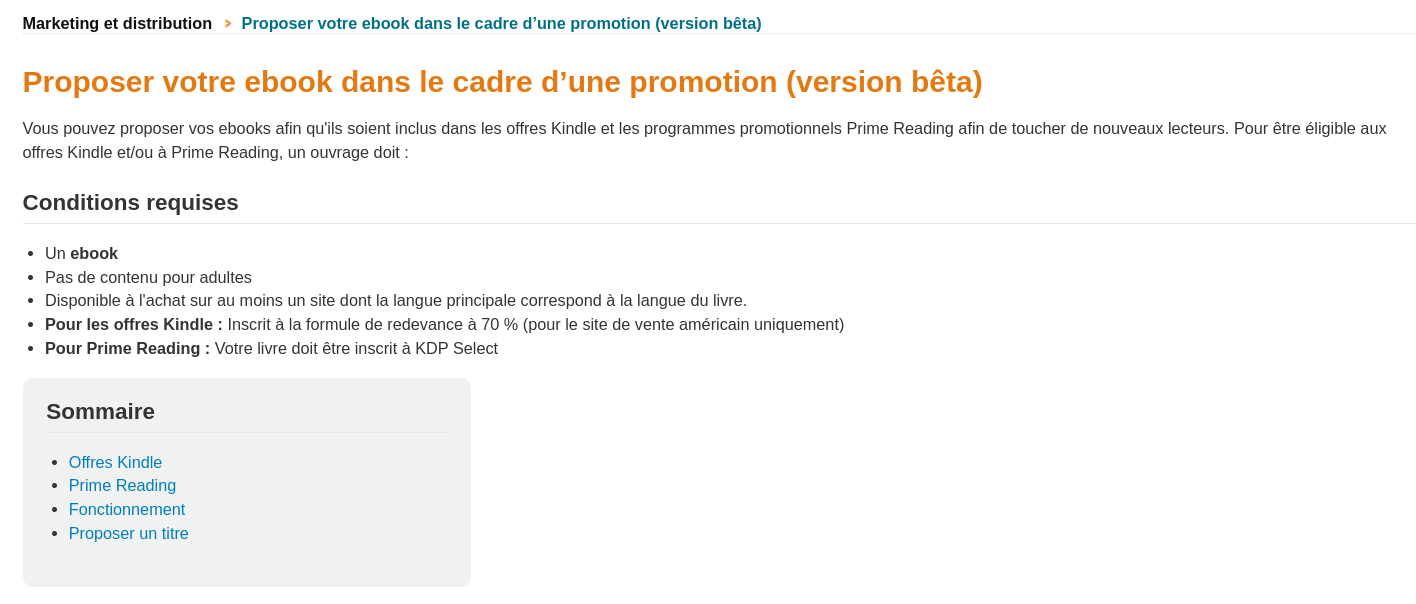 Marketing et distribution > Proposer votre ebook dans le cadre d’une promotion (version bêta)
Proposer votre ebook dans le cadre d’une promotion (version bêta)
Vous pouvez proposer vos ebooks afin qu'ils soient inclus dans les offres Kindle et les programmes promotionnels Prime Reading afin de toucher de nouveaux lecteurs. Pour être éligible aux
offres Kindle et/ou à Prime Reading, un ouvrage doit :
Conditions requises
• Un ebook
• Pas de contenu pour adultes
• Disponible à l'achat sur au moins un site dont la langue principale correspond à la langue du livre.
• Pour les offres Kindle : Inscrit à la formule de redevance à 70 % (pour le site de vente américain uniquement)
• Pour Prime Reading : Votre livre doit être inscrit à KDP Select
Sommaire
• Offres Kindle
• Prime Reading
• Fonctionnement
• Proposer un titre